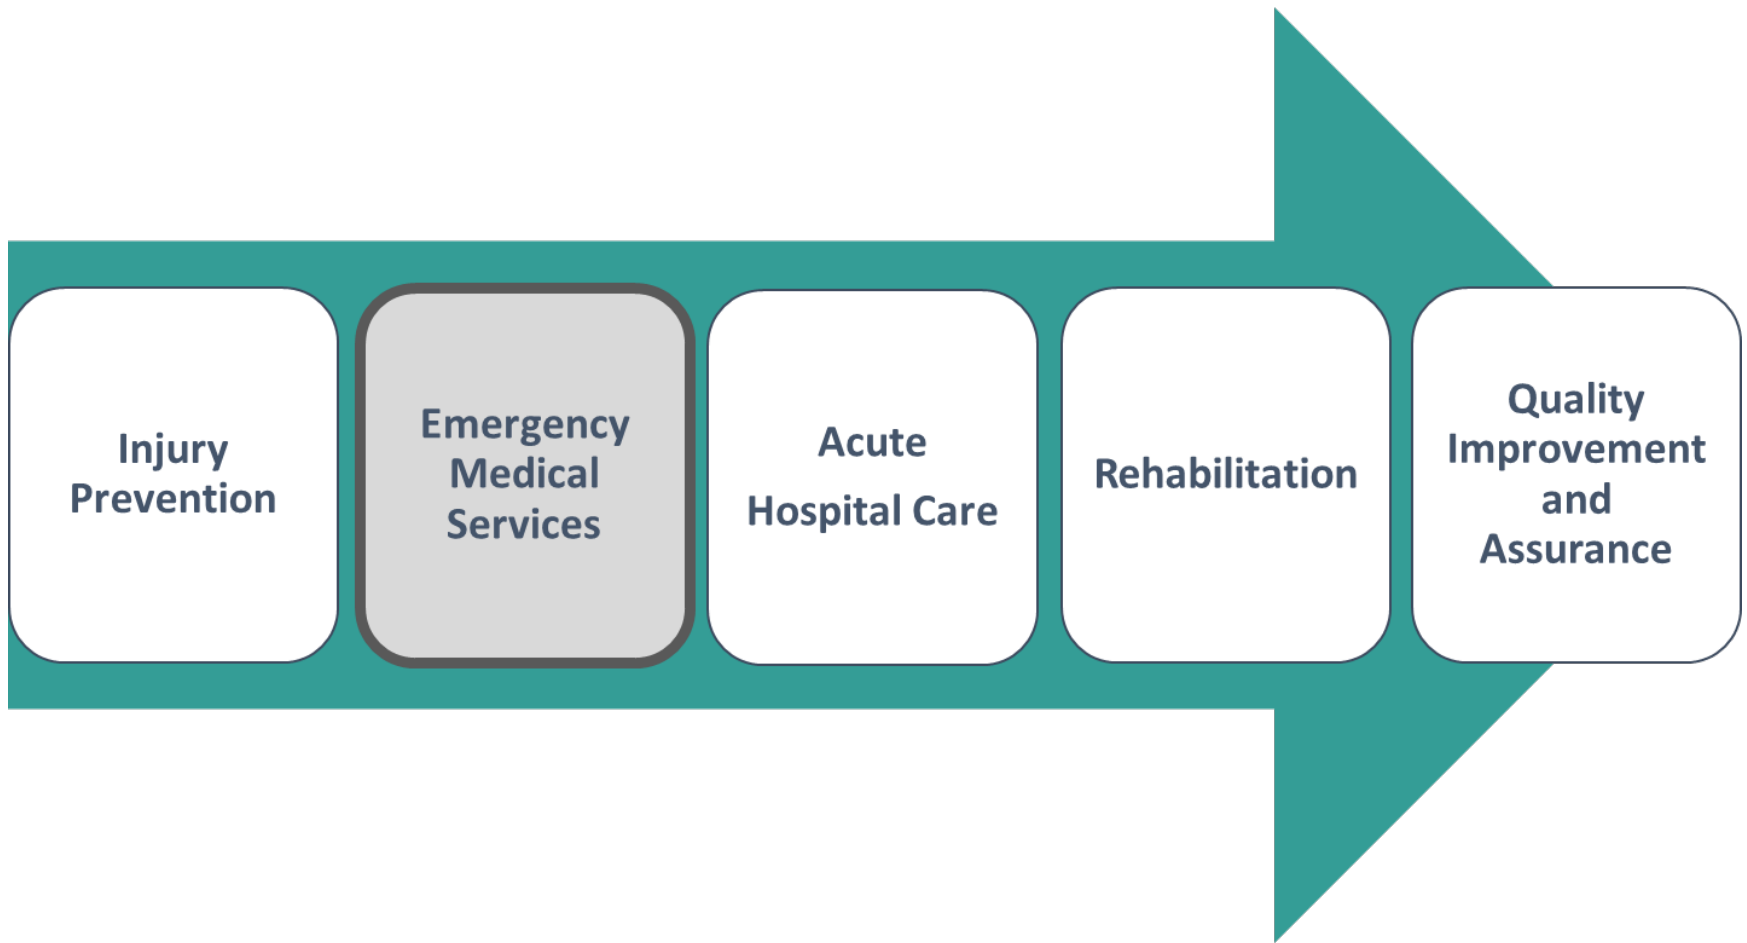 Injury
Prevention
Emergency
Medical
Services
Acute
Hospital Care
Rehabilitation
Quality
Improvement
and
Assurance